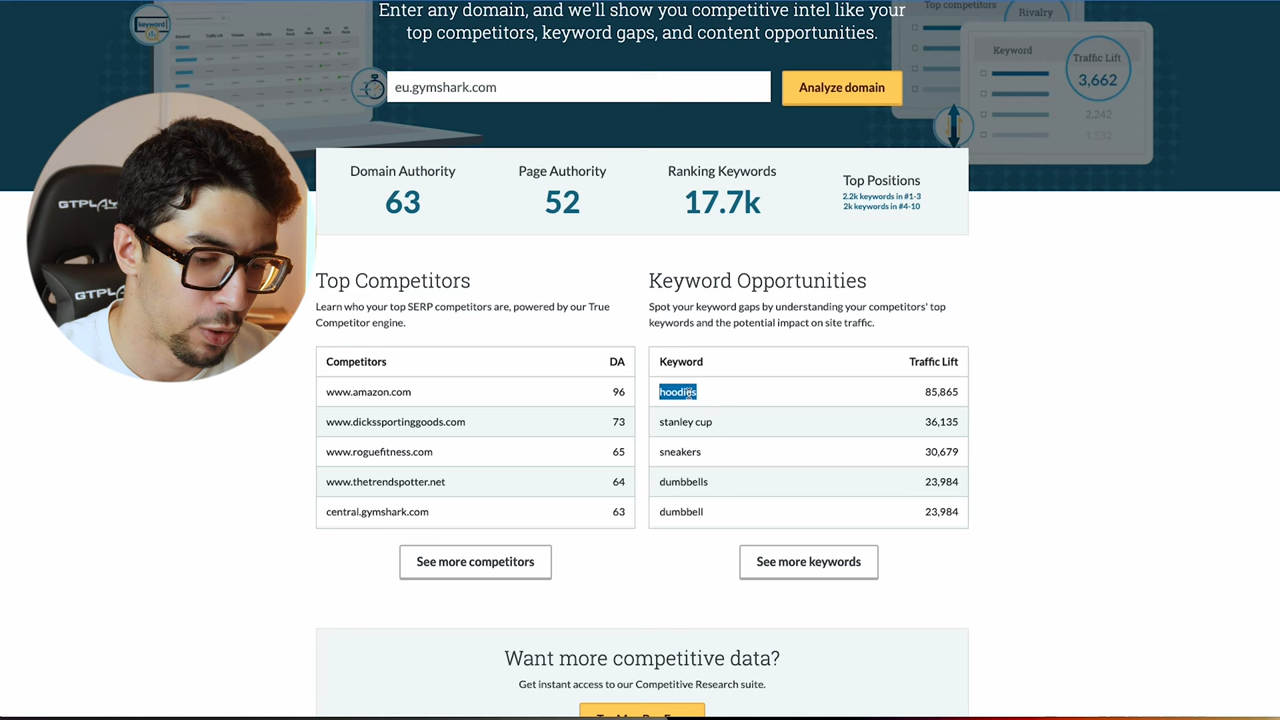 Enter any domain, and we'll show you competitive intel like your
top competitors, keyword gaps, and content opportunities.
keyword
Top competitors
Rivalry
Keyword
Traffic Lift
3,662
2,242
1,532
eu.gymshark.com
Analyze domain
GTPLAY
GTPLAY
Domain Authority
63
Page Authority
52
Ranking Keywords
17.7k
Top Positions
2.2k keywords in #1-3
2k keywords in #4-10
Top Competitors
Learn who your top SERP competitors are, powered by our True
Competitor engine.
Competitors DA
www.amazon.com 96
www.dickssportinggoods.com 73
www.roguefitness.com 65
www.thetrendspotter.net 64
central.gymshark.com 63
See more competitors
Keyword Opportunities
Spot your keyword gaps by understanding your competitors' top
keywords and the potential impact on site traffic.
Keyword Traffic Lift
hoodies 85,865
stanley cup 36,135
sneakers 30,679
dumbbells 23,984
dumbbell 23,984
See more keywords
Want more competitive data?
Get instant access to our Competitive Research suite.